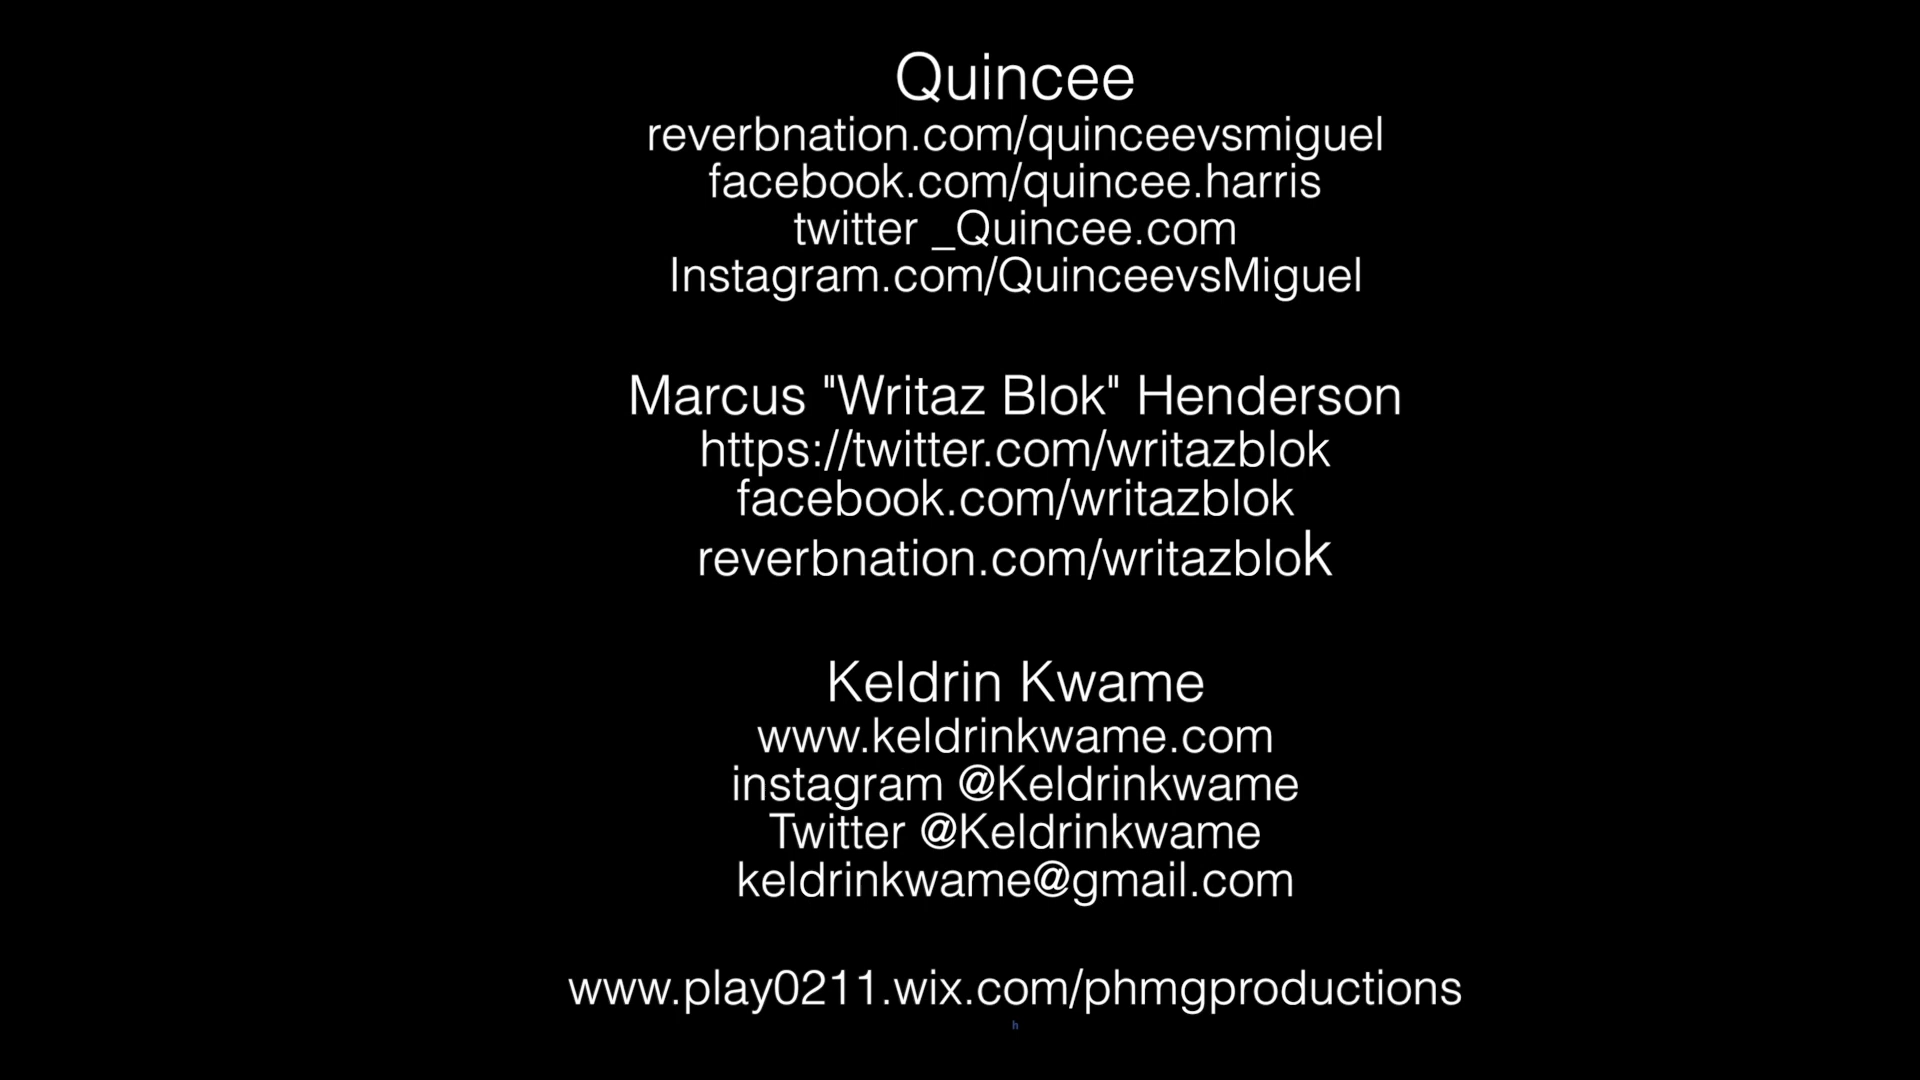 Quincee
reverbnation.com/quinceevsmiguel
facebook.com/quincee.harris
twitter _Quincee.com
Instagram.com/QuinceevsMiguel
Marcus "Writaz Blok" Henderson
https://twitter.com/writazblok
facebook.com/writazblok
reverbnation.com/writazblok
Keldrin Kwame
www.keldrinkwame.com
instagram @Keldrinkwame
Twitter @Keldrinkwame
keldrinkwame@gmail.com
www.play0211.wix.com/phmgproductions
h